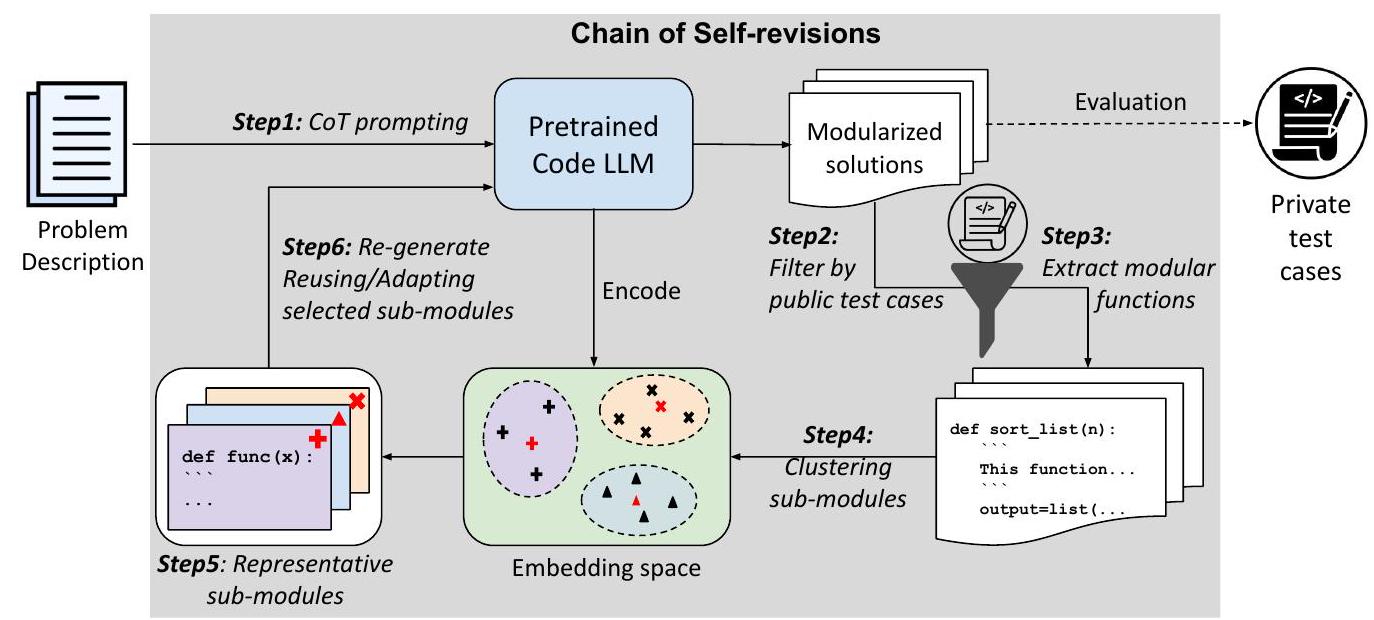 Chain of Self-revisions
Problem
Description
Step1: CoT prompting
Pretrained
Code LLM
Modularized
solutions
Evaluation
</>
Private
test
cases
Step2:
Filter by
public test cases
</>
Step3:
Extract modular
functions
def sort_list(n):
```
This function...
```
output=list(...
Step4:
Clustering
sub-modules
Encode
Embedding space
def func(x):
```
...
Step5: Representative
sub-modules
Step6: Re-generate
Reusing/Adapting
selected sub-modules